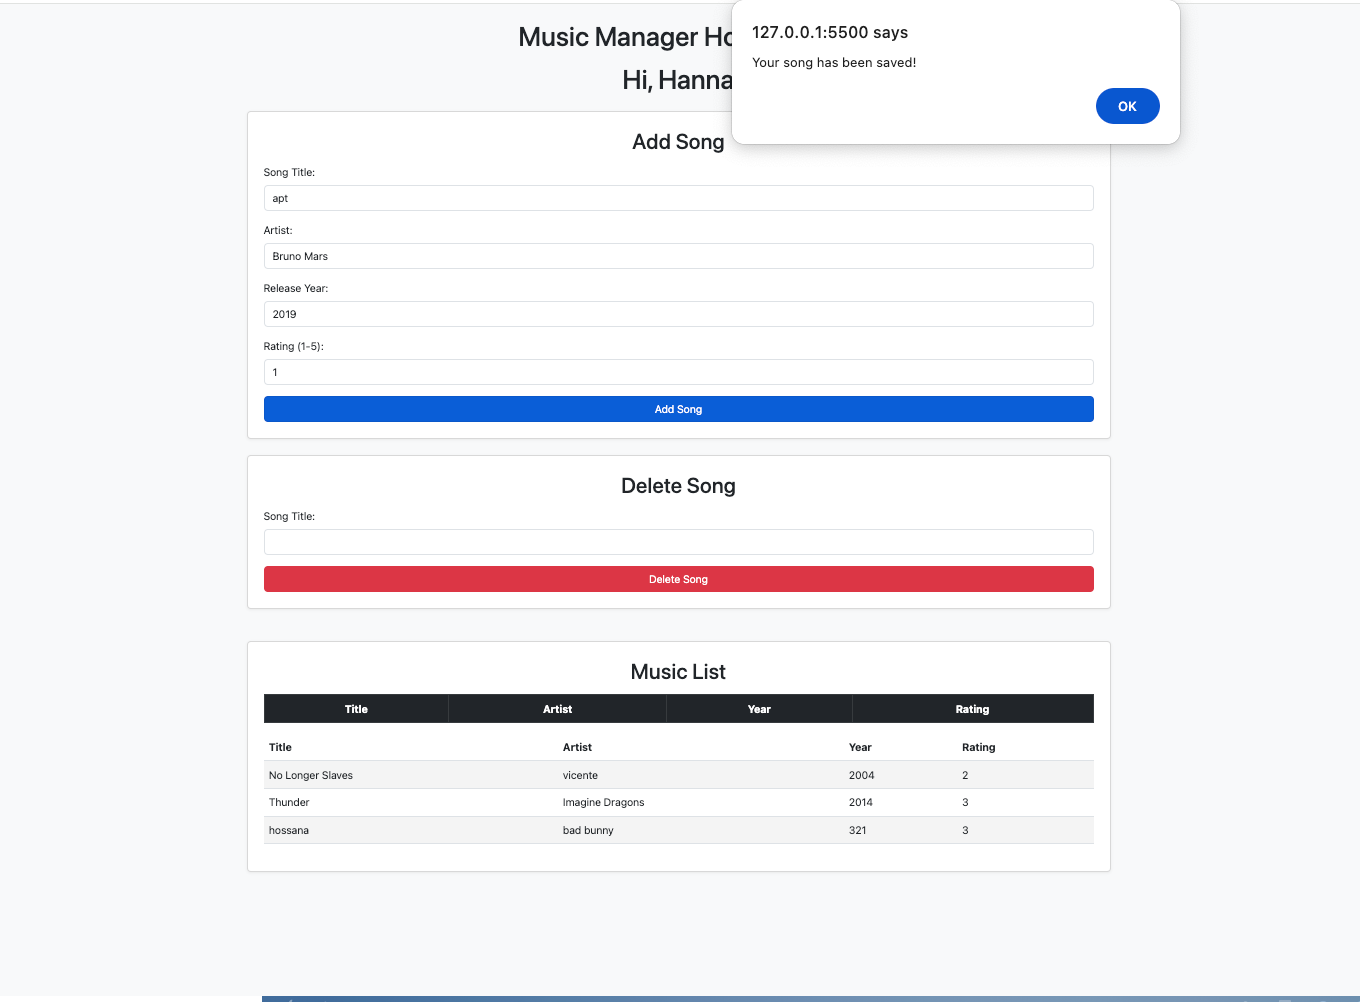 Music Manager Ho
Hi, Hanna
127.0.0.1:5500 says
Your song has been saved!
OK
Add Song
Song Title:
apt
Artist:
Bruno Mars
Release Year:
2019
Rating (1-5):
1
Add Song
Delete Song
Song Title:
Delete Song
Music List
Title Artist Year Rating
Title Artist Year Rating
No Longer Slaves vicente 2004 2
Thunder Imagine Dragons 2014 3
hossana bad bunny 321 3